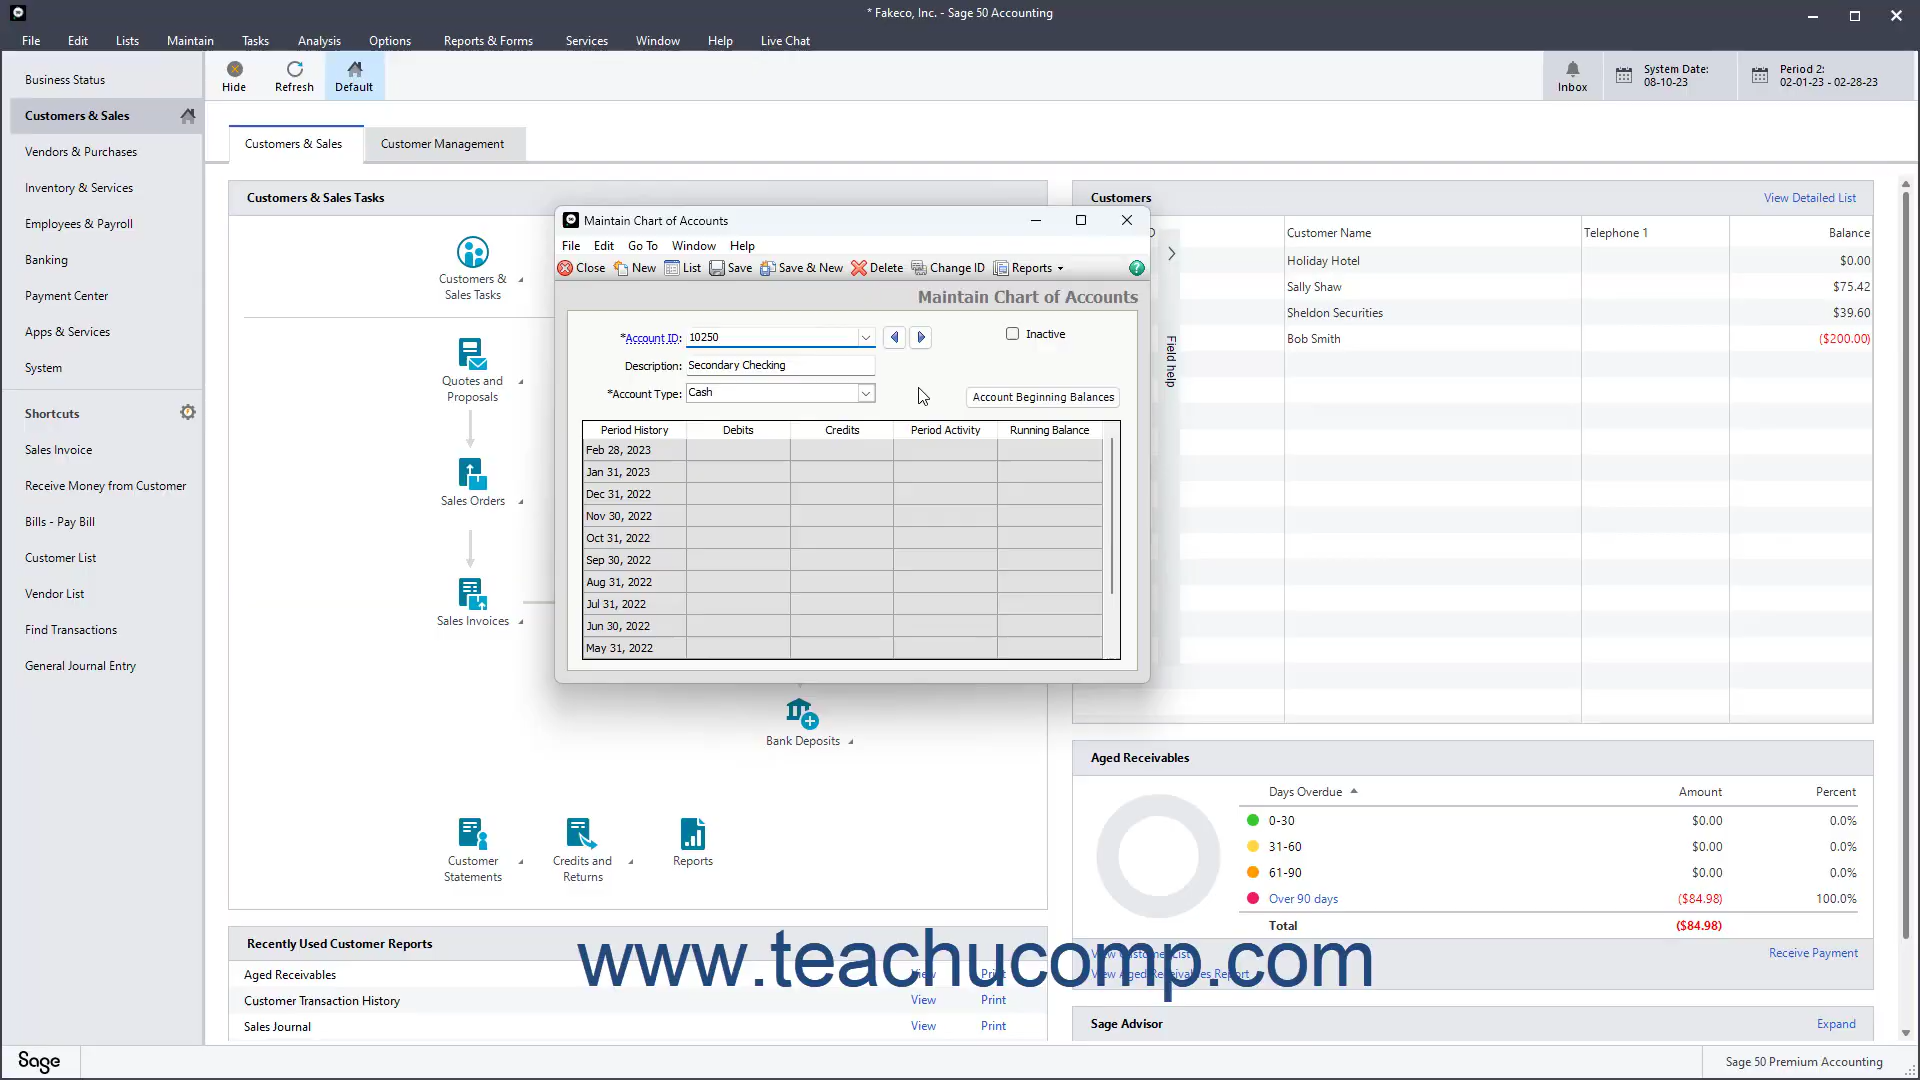 * Fakeco, Inc. - Sage 50 Accounting
File Edit Lists Maintain Tasks Analysis Options Reports & Forms Services Window Help Live Chat
Business Status
Customers & Sales
Vendors & Purchases
Inventory & Services
Employees & Payroll
Banking
Payment Center
Apps & Services
System
Shortcuts
Sales Invoice
Receive Money from Customer
Bills - Pay Bill
Customer List
Vendor List
Find Transactions
General Journal Entry
Hide Refresh Default
Inbox
System Date:
08-10-23
Period 2:
02-01-23 - 02-28-23
Customers & Sales Customer Management
Customers & Sales Tasks
Customers &
Sales Tasks
Quotes and
Proposals
Sales Orders
Sales Invoices
Bank Deposits
Customer
Statements
Credits and
Returns
Reports
Maintain Chart of Accounts
File Edit Go To Window Help
Close New List Save Save & New Delete Change ID Reports
Maintain Chart of Accounts
*Account ID: 10250
Inactive
Description: Secondary Checking
*Account Type: Cash
Account Beginning Balances
Period History Debits Credits Period Activity Running Balance
Feb 28, 2023
Jan 31, 2023
Dec 31, 2022
Nov 30, 2022
Oct 31, 2022
Sep 30, 2022
Aug 31, 2022
Jul 31, 2022
Jun 30, 2022
May 31, 2022
Field help
Customers View Detailed List
Customer Name Telephone 1 Balance
Holiday Hotel $0.00
Sally Shaw $75.42
Sheldon Securities $39.60
Bob Smith ($200.00)
Aged Receivables
Days Overdue Amount Percent
0-30 $0.00 0.0%
31-60 $0.00 0.0%
61-90 $0.00 0.0%
Over 90 days ($84.98) 100.0%
Total ($84.98)
View Customer List Receive Payment
View Aged Receivables Report
Recently Used Customer Reports
Aged Receivables View Print
Customer Transaction History View Print
Sales Journal View Print
www.teachucomp.com
Sage Advisor Expand
Sage
Sage 50 Premium Accounting